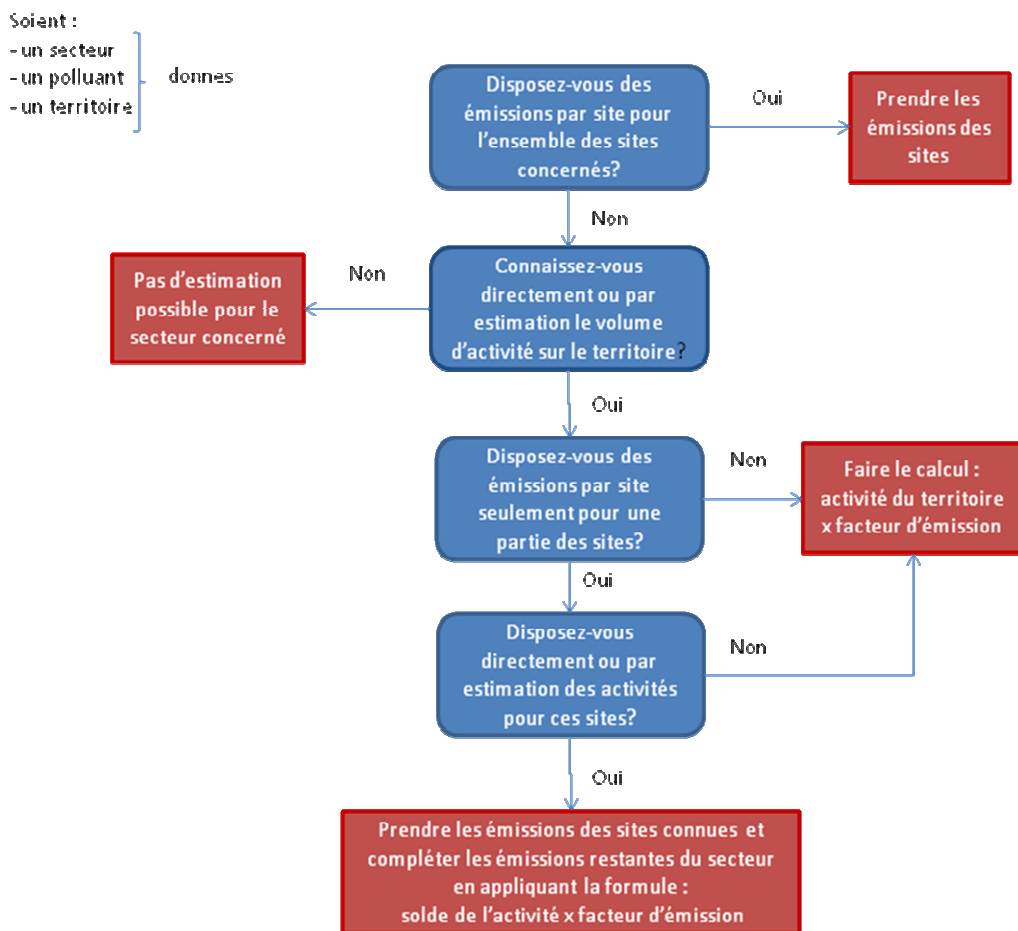 Soient :
- un secteur
- un polluant
- un territoire
donnes
Disposez-vous des
émissions par site pour
l'ensemble des sites
concernés?
Oui
Prendre les
émissions des
sites
Non
Connaissez-vous
directement ou par
estimation le volume
d'activité sur le territoire?
Non
Pas d'estimation
possible pour le
secteur concerné
Oui
Disposez-vous des
émissions par site
seulement pour une
partie des sites?
Non
Faire le calcul :
activité du territoire
x facteur d'émission
Oui
Disposez-vous
directement ou par
estimation des activités
pour ces sites?
Non
Oui
Prendre les émissions des sites connues et
compléter les émissions restantes du secteur
en appliquant la formule :
solde de l'activité x facteur d'émission